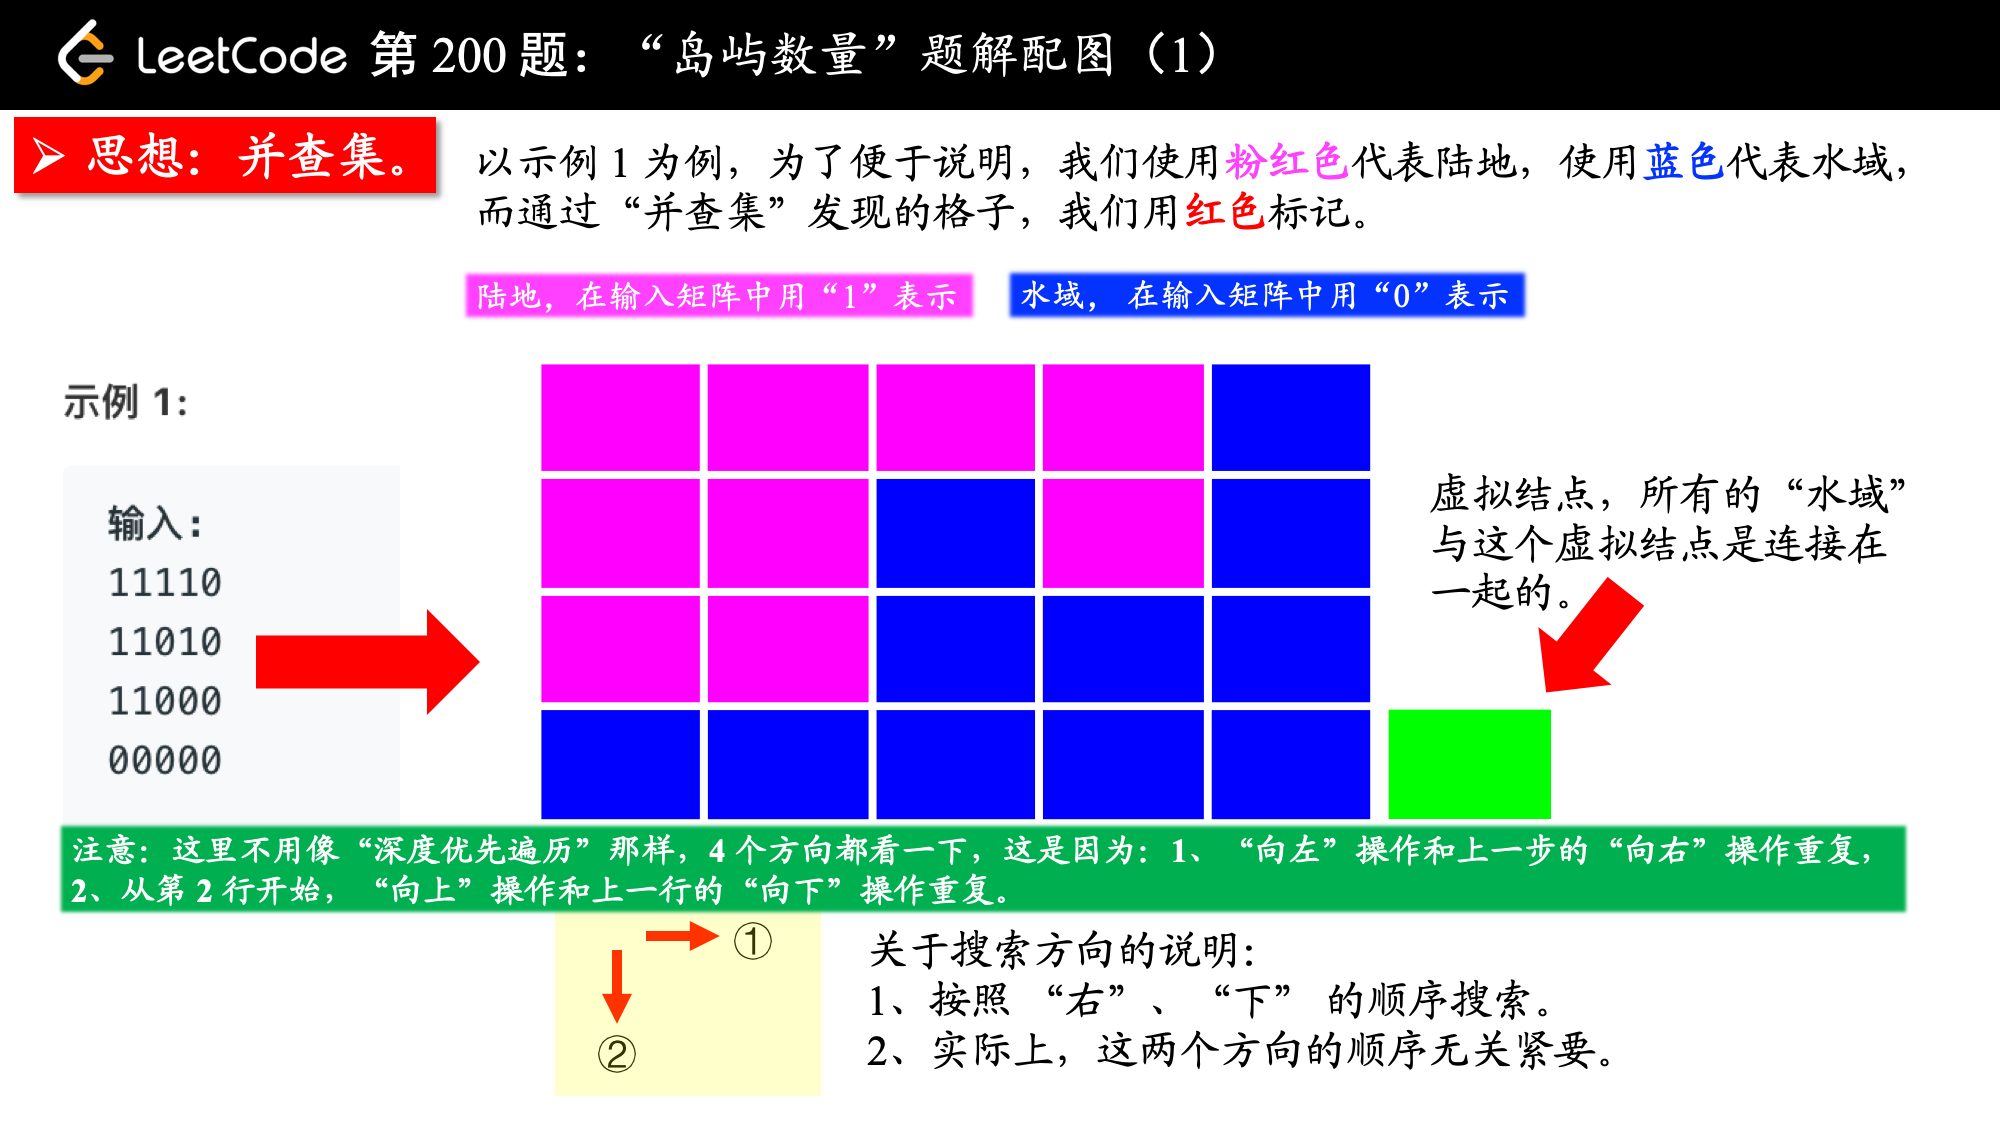 LeetCode 第 200 题：“岛屿数量”题解配图（1）
思想：并查集。
以示例 1 为例，为了便于说明，我们使用粉红色代表陆地，使用蓝色代表水域，
而通过“并查集”发现的格子，我们用红色标记。
陆地，在输入矩阵中用“1”表示
水域， 在输入矩阵中用“0”表示
示例 1:
输入:
11110
11010
11000
00000
虚拟结点，所有的“水域”
与这个虚拟结点是连接在
一起的。
注意：这里不用像“深度优先遍历”那样，4 个方向都看一下，这是因为：1、“向左”操作和上一步的“向右”操作重复，
2、从第 2 行开始，“向上”操作和上一行的“向下”操作重复。
①
②
关于搜索方向的说明：
1、按照 “右”、“下” 的顺序搜索。
2、实际上，这两个方向的顺序无关紧要。